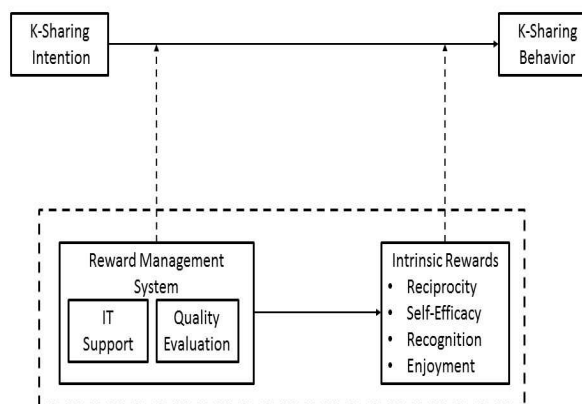 K-Sharing
Intention
K-Sharing
Behavior
Reward Management
System
IT
Support
Quality
Evaluation
Intrinsic Rewards
• Reciprocity
• Self-Efficacy
• Recognition
• Enjoyment